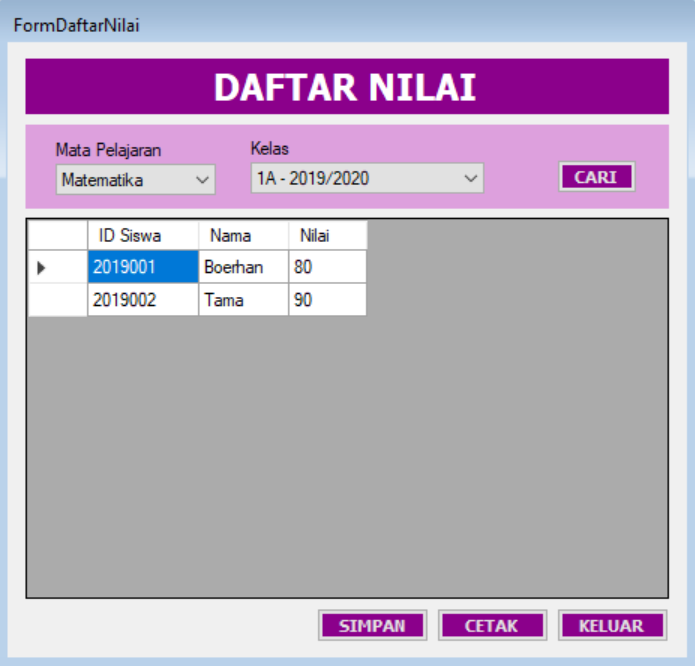 FormDaftarNilai
DAFTAR NILAI
Mata Pelajaran Kelas
Matematika 1A - 2019/2020 CARI
ID Siswa Nama Nilai
2019001 Boerhan 80
2019002 Tama 90
SIMPAN CETAK KELUAR